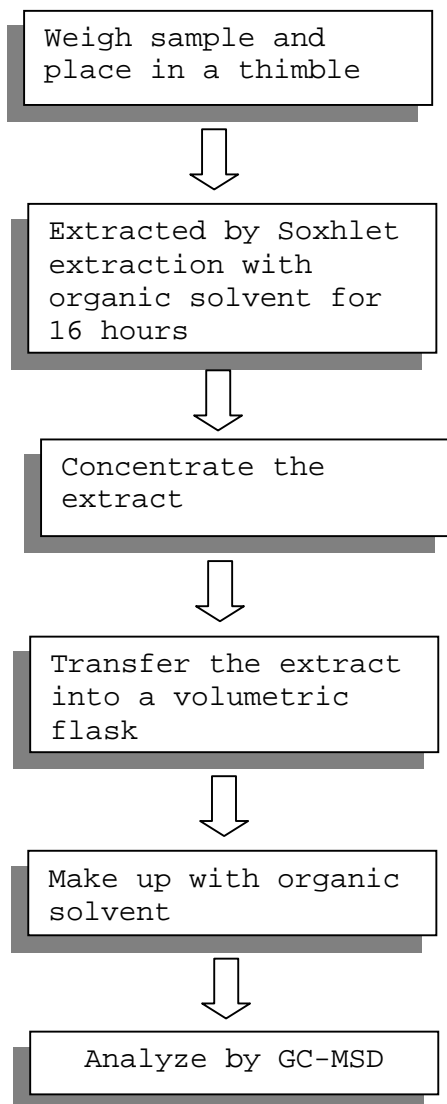 Weigh sample and
place in a thimble
Extracted by Soxhlet
extraction with
organic solvent for
16 hours
Concentrate the
extract
Transfer the extract
into a volumetric
flask
Make up with organic
solvent
Analyze by GC-MSD